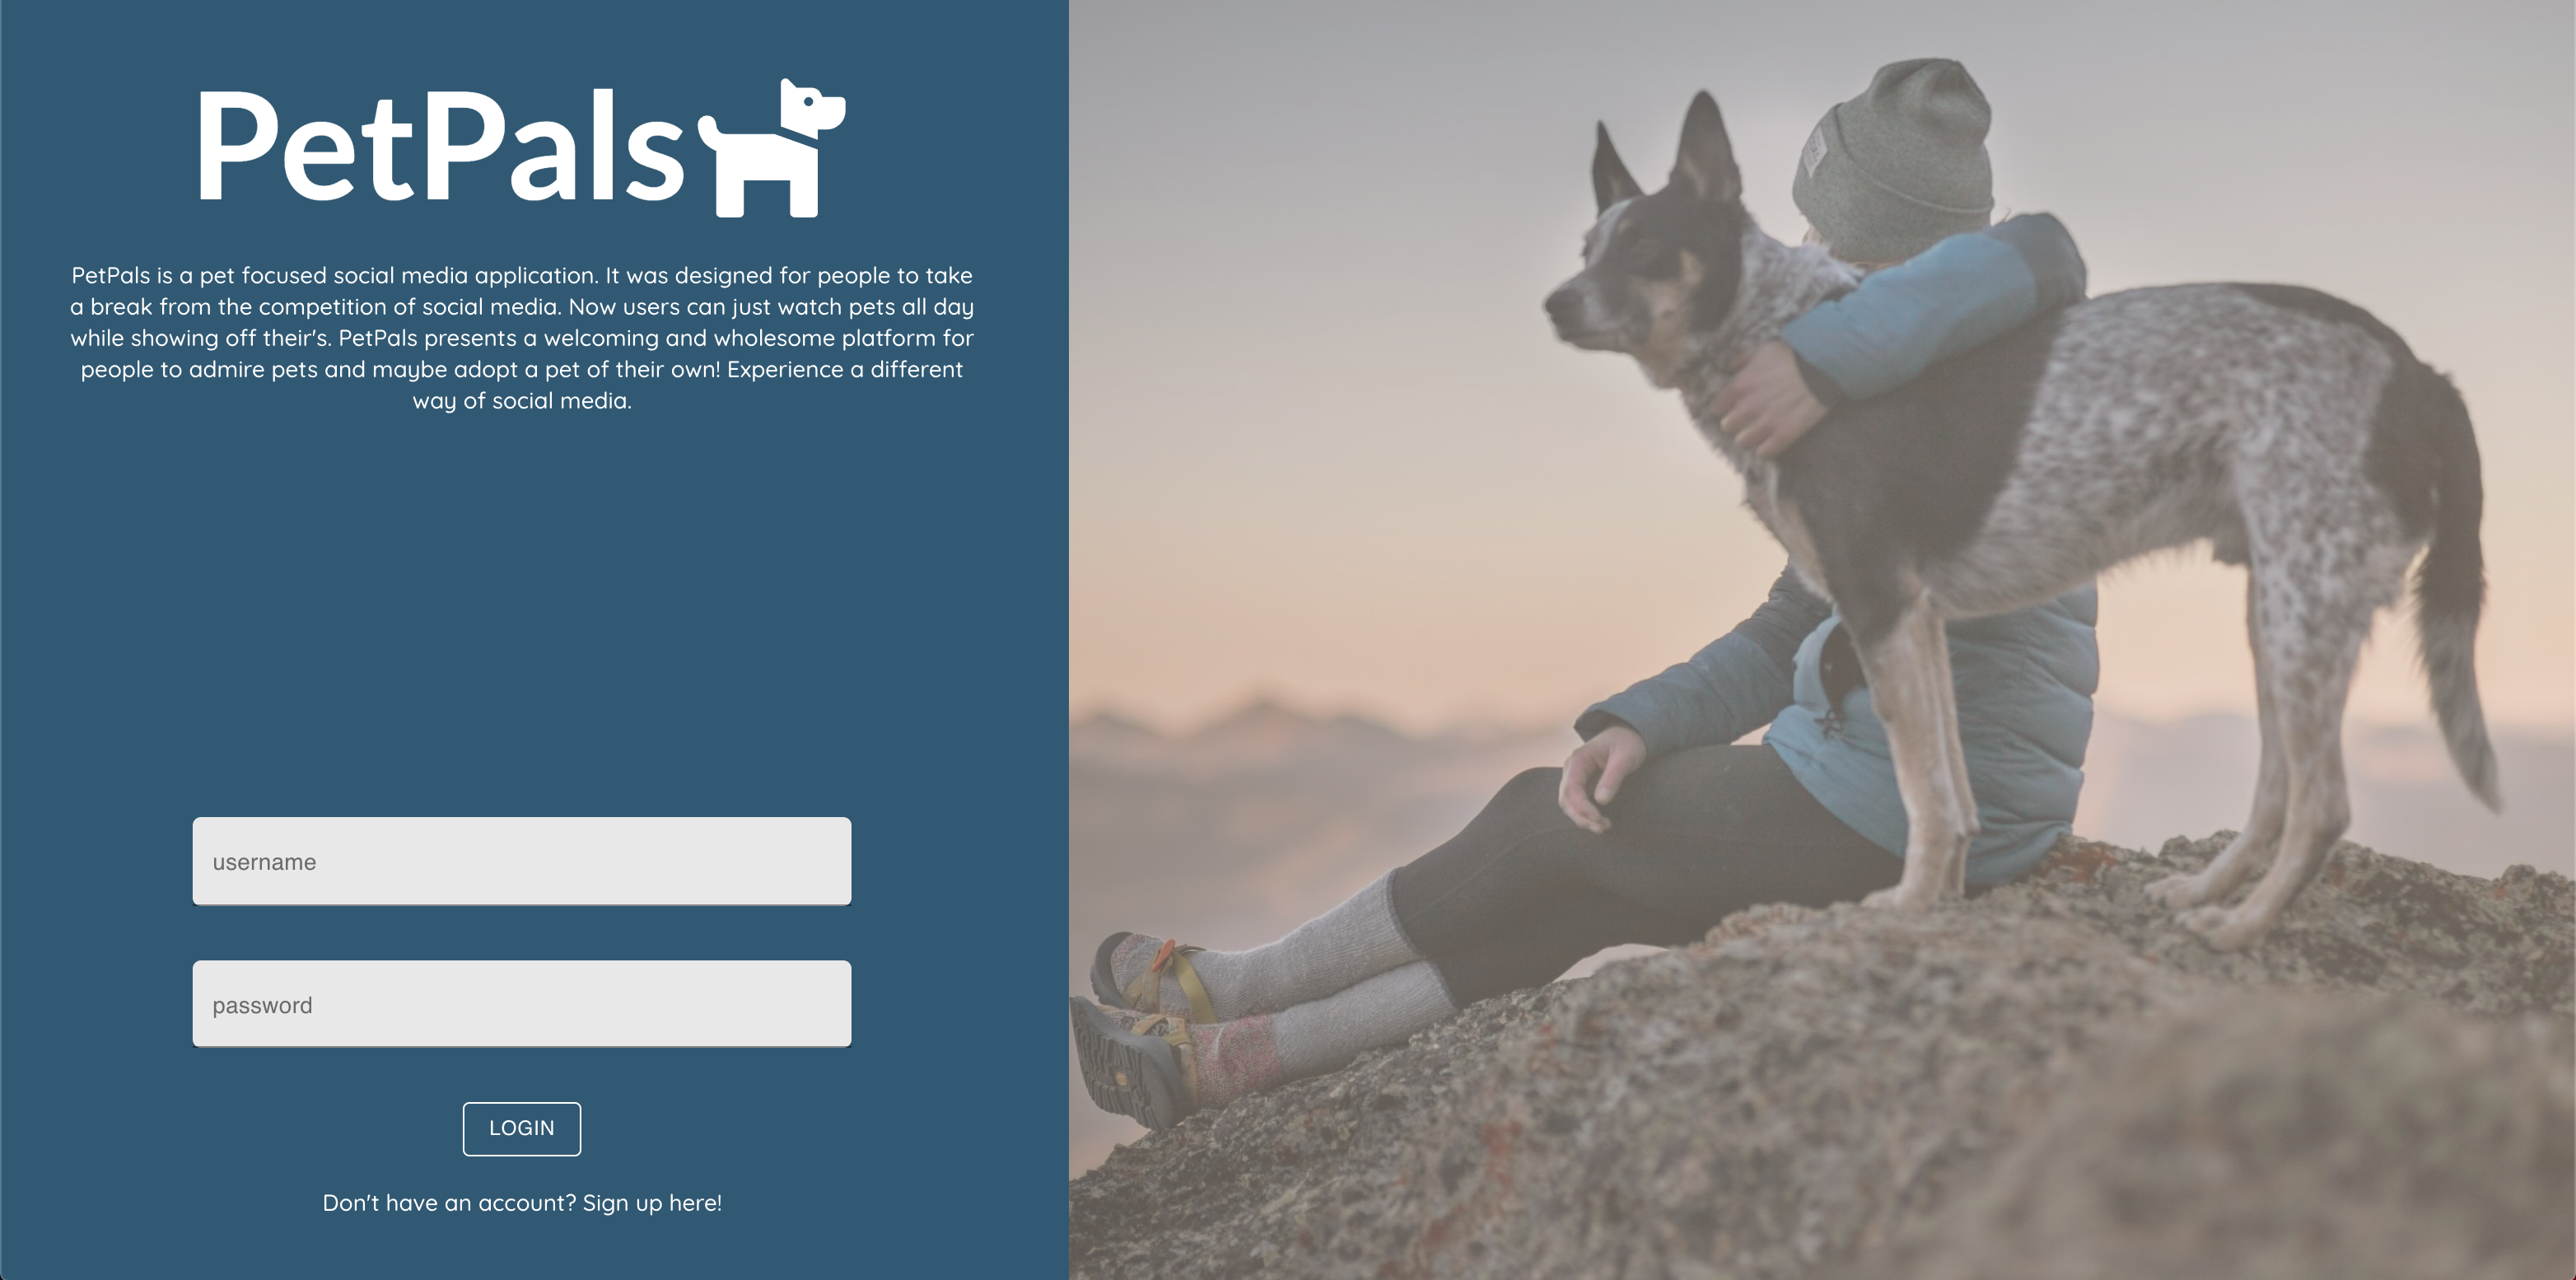 PetPals
PetPals is a pet focused social media application. It was designed for people to take
a break from the competition of social media. Now users can just watch pets all day
while showing off their's. PetPals presents a welcoming and wholesome platform for
people to admire pets and maybe adopt a pet of their own! Experience a different
way of social media.
username
password
LOGIN
Don't have an account? Sign up here!